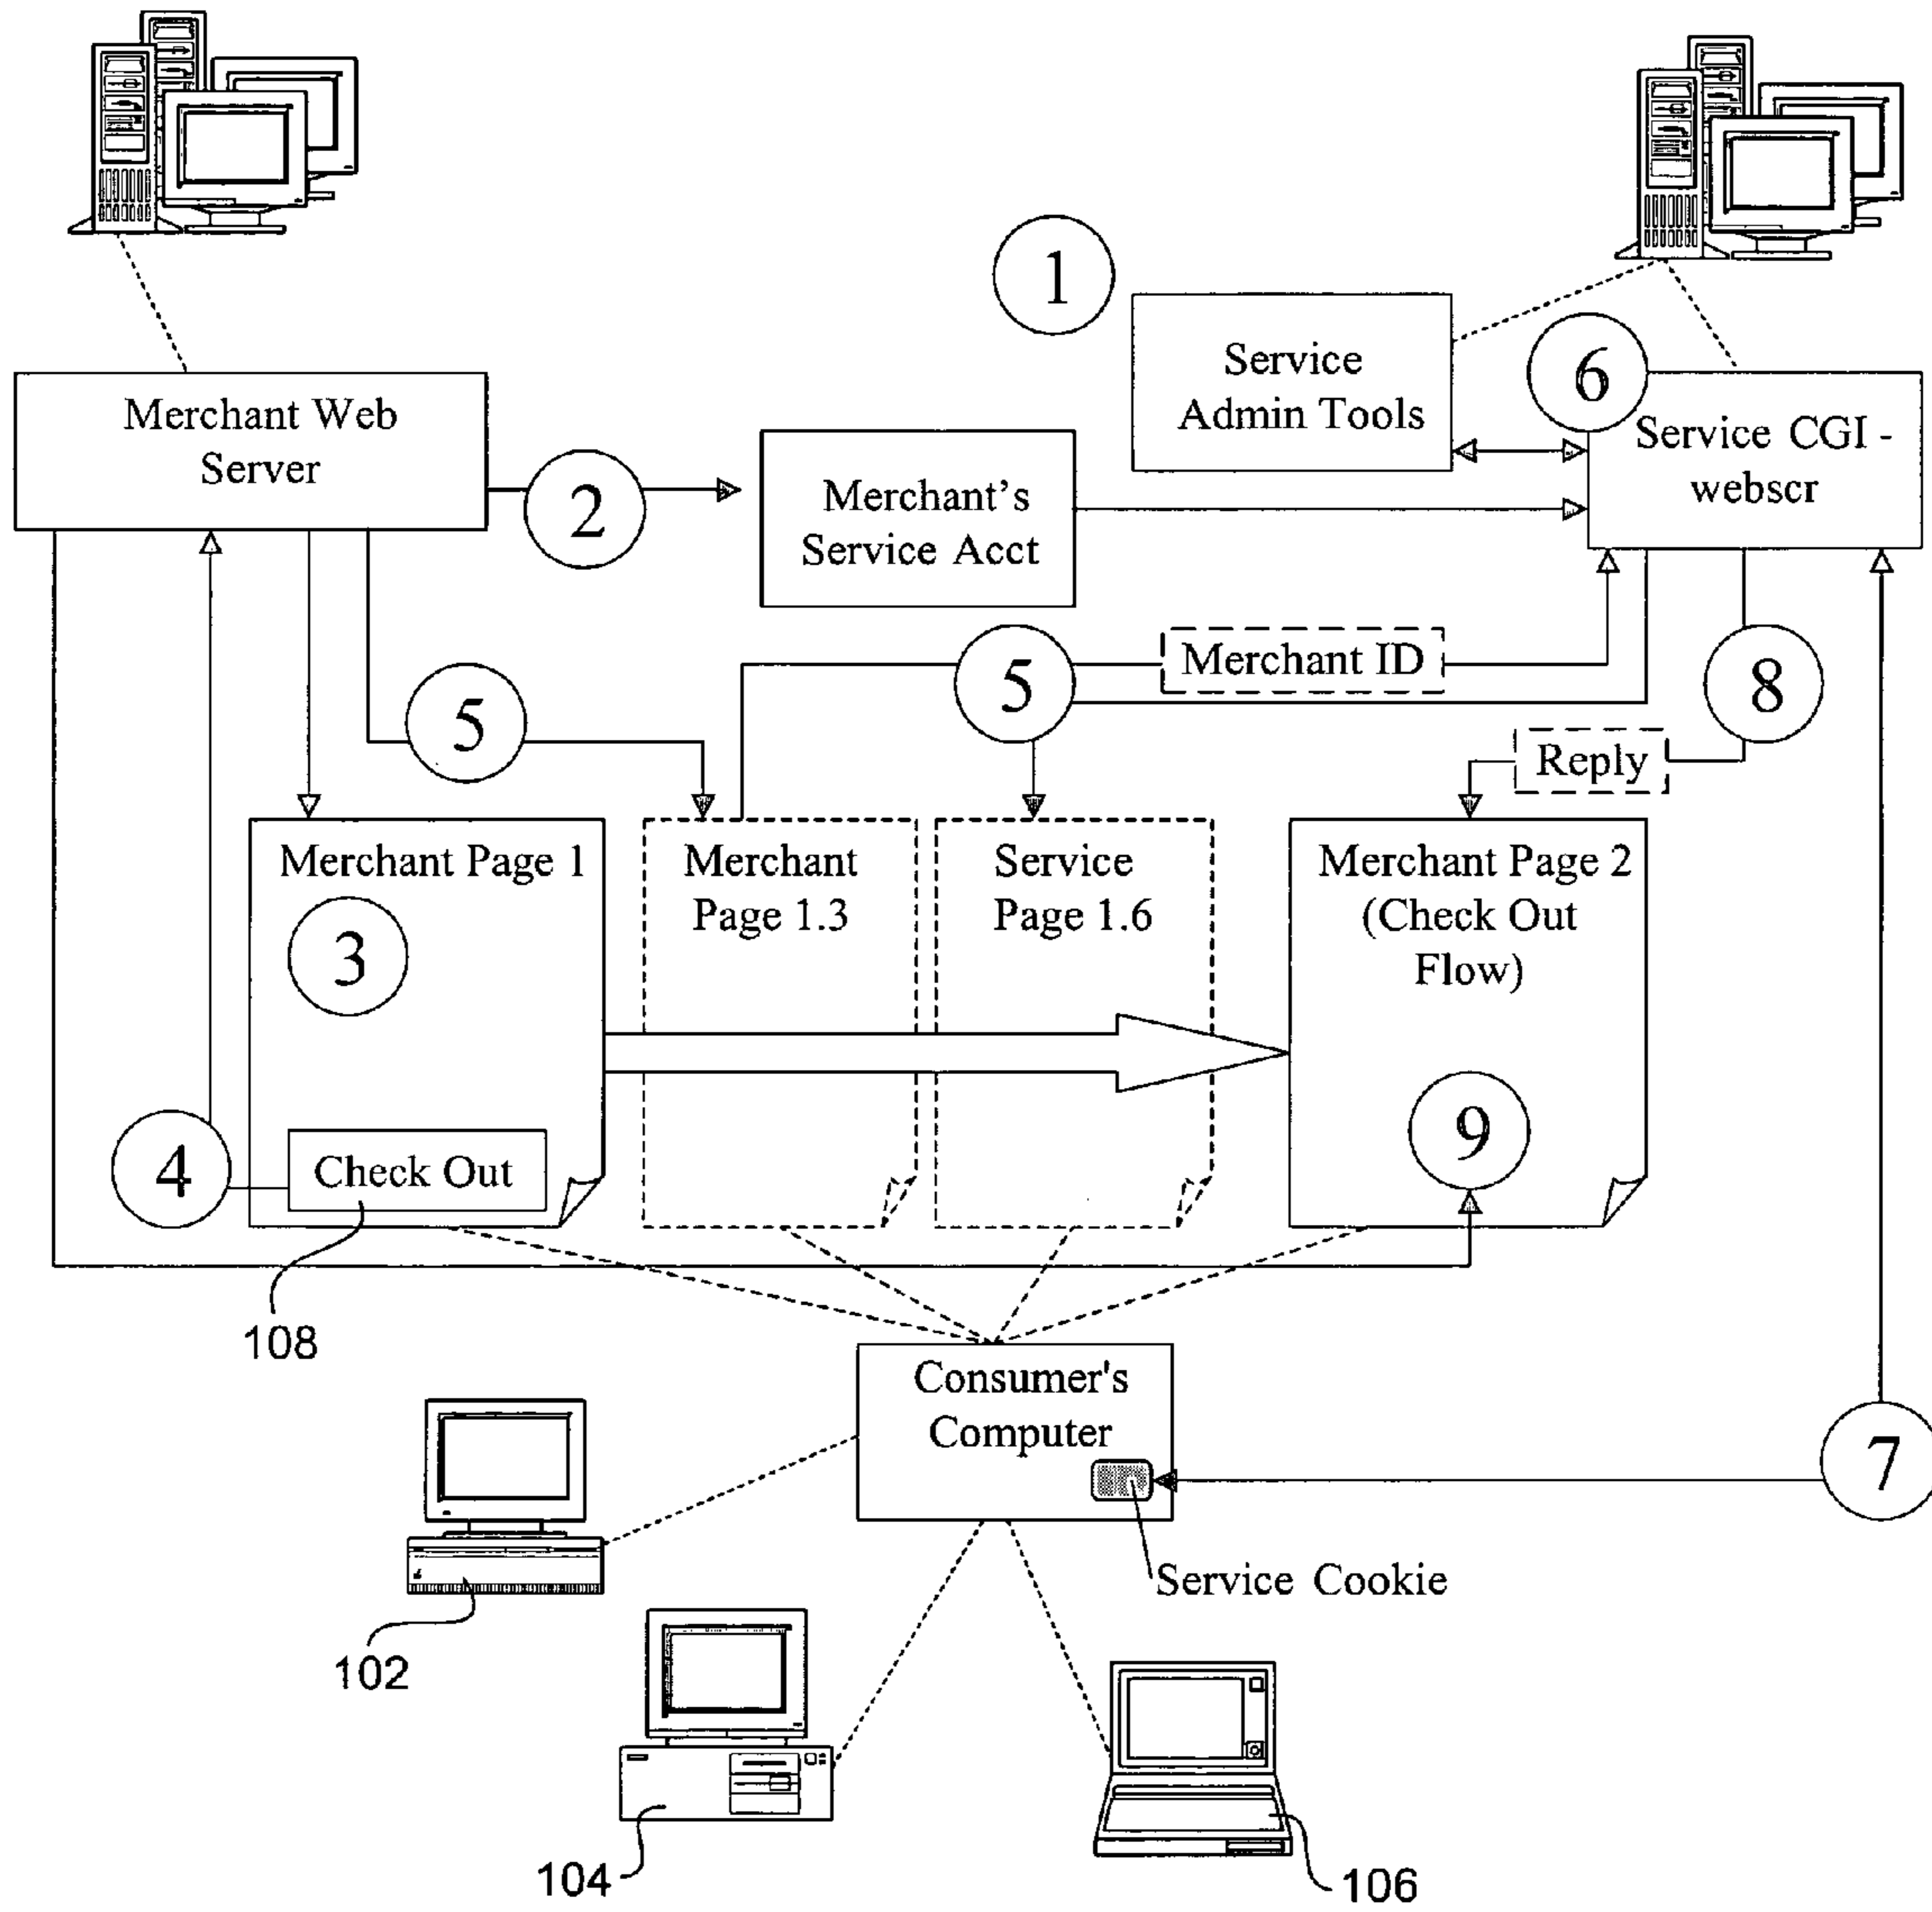 1
Service
Admin Tools
6
Service CGI -
webscr
Merchant Web
Server
2
Merchant's
Service Acct
5
5
Merchant ID
8
Reply
Merchant Page 1
3
Merchant
Page 1.3
Service
Page 1.6
Merchant Page 2
(Check Out
Flow)
9
4
Check Out
108
Consumer's
Computer
7
Service Cookie
102
104
106